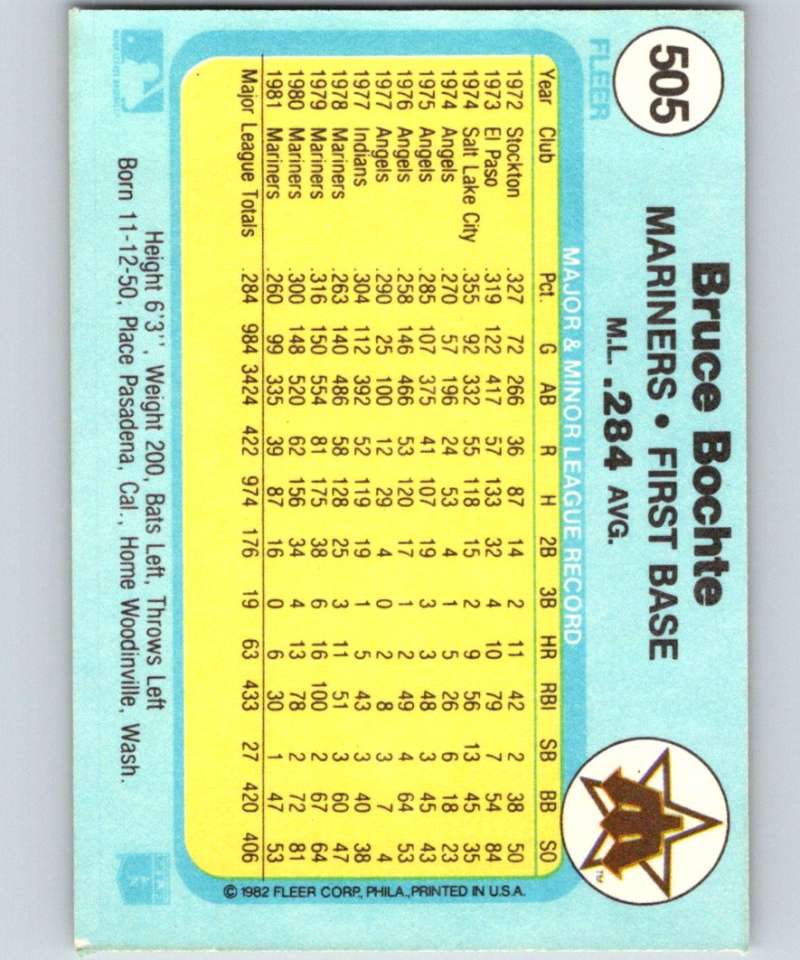 505
FLEER
Bruce Bochte
MARINERS • FIRST BASE
M.L. .284 AVG.
MAJOR & MINOR LEAGUE RECORD
Year Club Pct. G AB R H 2B 3B HR RBI SB BB SO
1972 Stockton .327 72 266 36 87 14 2 11 42 2 38 50
1973 El Paso .319 122 417 57 133 32 4 10 79 7 54 84
1974 Salt Lake City .355 92 332 55 118 15 2 9 56 13 45 35
1974 Angels .270 57 196 24 53 4 1 5 26 6 18 23
1975 Angels .285 107 375 41 107 19 3 3 48 3 45 43
1976 Angels .258 146 466 53 120 17 1 2 49 4 64 53
1977 Angels .290 25 100 12 29 4 0 2 8 3 7 4
1977 Indians .304 112 392 52 119 19 1 5 43 3 40 38
1978 Mariners .263 140 486 58 128 25 3 11 51 3 60 47
1979 Mariners .316 150 554 81 175 38 6 16 100 2 67 64
1980 Mariners .300 148 520 62 156 34 4 13 78 2 72 81
1981 Mariners .260 99 335 39 87 16 0 6 30 1 47 53
Major League Totals .284 984 3424 422 974 176 19 63 433 27 420 406
Height 6'3'', Weight 200, Bats Left, Throws Left
Born 11-12-50, Place Pasadena, Cal., Home Woodinville, Wash.
© 1982 FLEER CORP., PHILA., PRINTED IN U.S.A.
TM